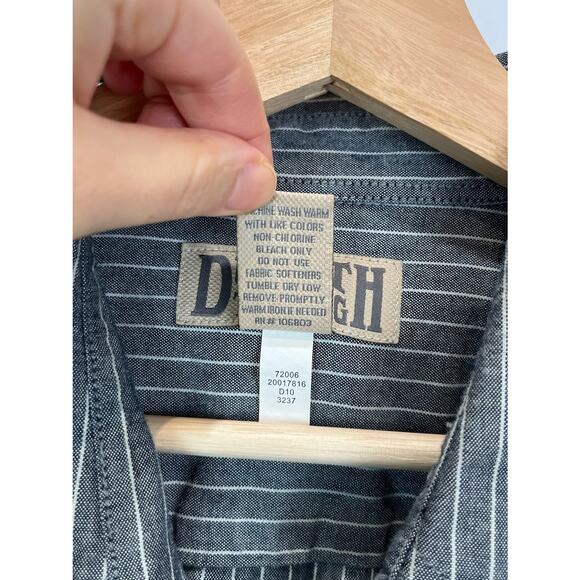 CHINE WASH WARM
WITH LIKE COLORS
NON-CHLORINE
BLEACH ONLY
DO NOT USE
FABRIC SOFTENERS
TUMBLE DRY LOW
REMOVE PROMPTLY
WARM IRON IF NEEDED
RN# 106803
D TH
G
72006
20017816
D10
3237